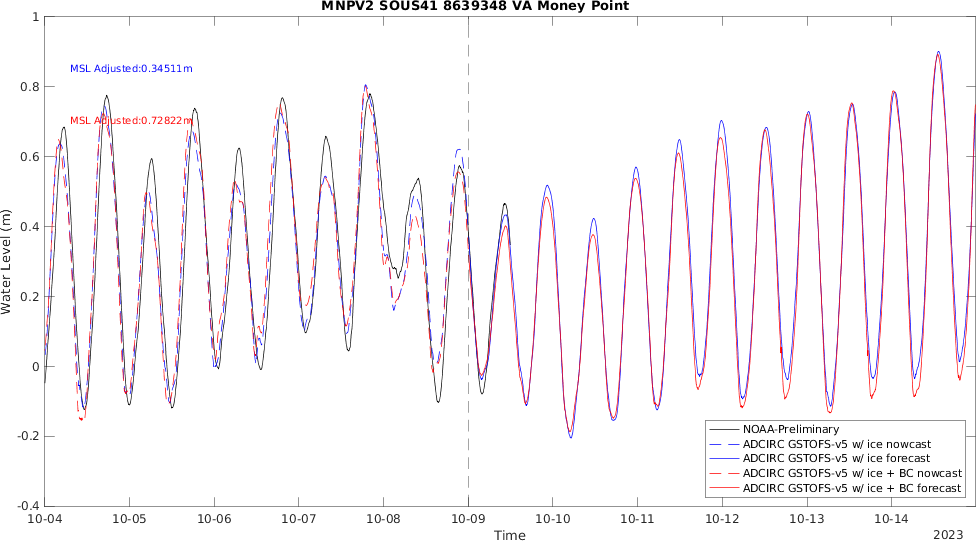 MNPV2 SOUS41 8639348 VA Money Point
MSL Adjusted:0.34511m
MSL Adjusted:0.72822m
Water Level (m)
1
0.8
0.6
0.4
0.2
0
-0.2
-0.4
10-04 10-05 10-06 10-07 10-08 10-09 10-10 10-11 10-12 10-13 10-14
Time
2023
NOAA-Preliminary
ADCIRC GSTOFS-v5 w/ ice nowcast
ADCIRC GSTOFS-v5 w/ ice forecast
ADCIRC GSTOFS-v5 w/ ice + BC nowcast
ADCIRC GSTOFS-v5 w/ ice + BC forecast